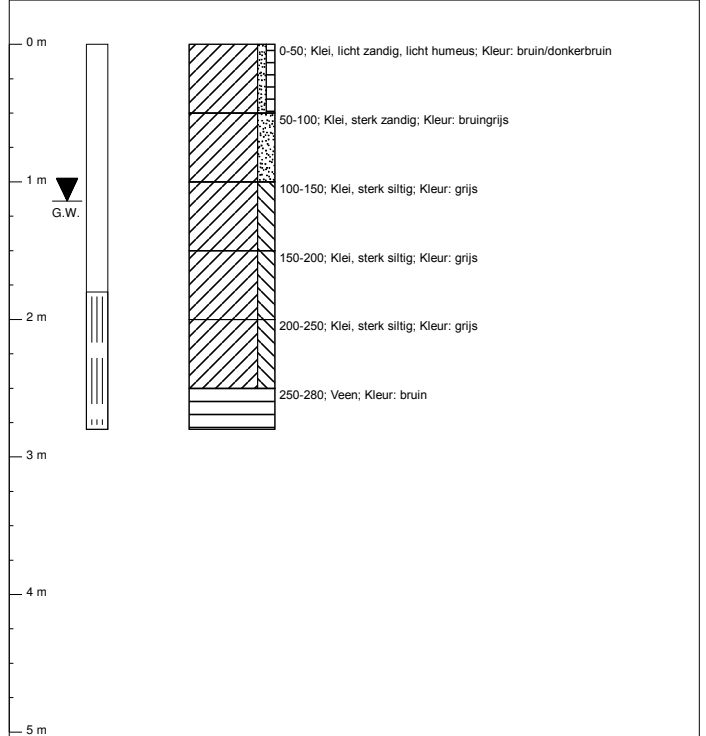 0 m
0-50; Klei, licht zandig, licht humeus; Kleur: bruin/donkerbruin
50-100; Klei, sterk zandig; Kleur: bruingrijs
1 m
100-150; Klei, sterk siltig; Kleur: grijs
G.W.
150-200; Klei, sterk siltig; Kleur: grijs
2 m
200-250; Klei, sterk siltig; Kleur: grijs
250-280; Veen; Kleur: bruin
3 m
4 m
5 m